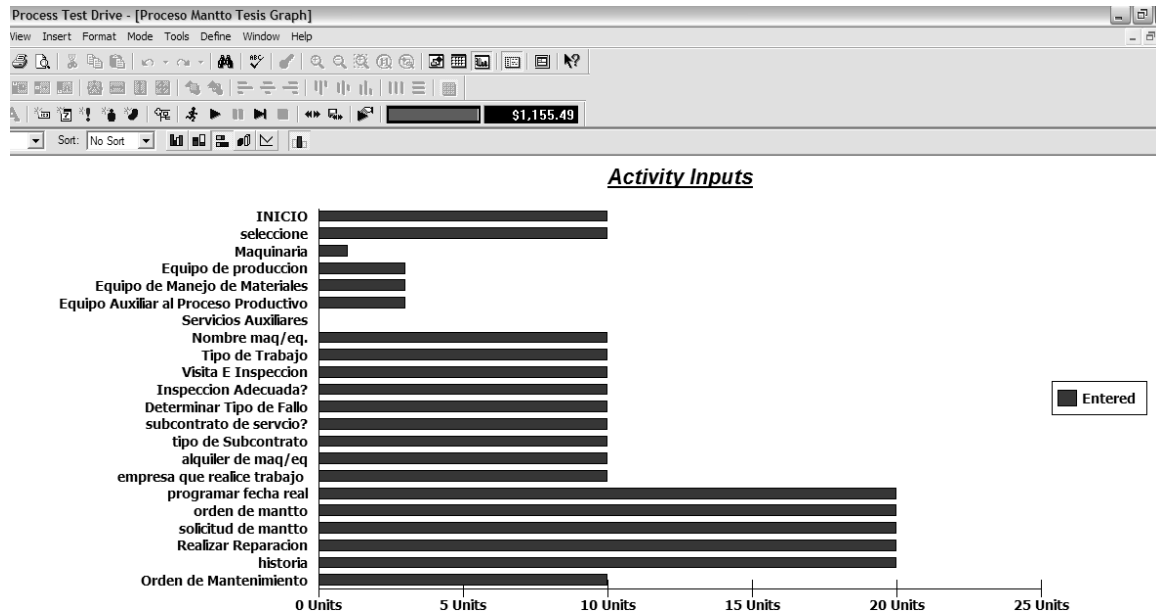 Process Test Drive - [Proceso Mantto Tesis Graph]
View Insert Format Mode Tools Define Window Help
$1,155.49
Sort: No Sort
Activity Inputs
INICIO
seleccione
Maquinaria
Equipo de produccion
Equipo de Manejo de Materiales
Equipo Auxiliar al Proceso Productivo
Servicios Auxiliares
Nombre maq/eq.
Tipo de Trabajo
Visita E Inspeccion
Inspeccion Adecuada?
Determinar Tipo de Fallo
subcontrato de servcio?
tipo de Subcontrato
alquiler de maq/eq
empresa que realice trabajo
programar fecha real
orden de mantto
solicitud de mantto
Realizar Reparacion
historia
Orden de Mantenimiento
0 Units 5 Units 10 Units 15 Units 20 Units 25 Units
Entered